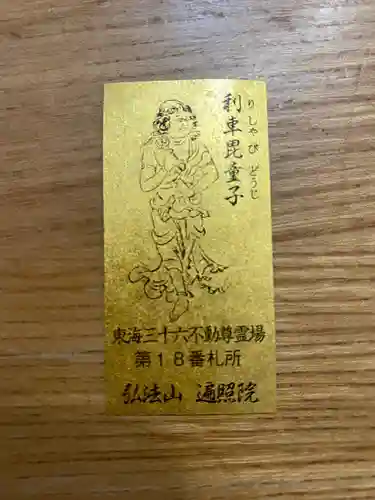 利車毘童子
りしゃび どうじ
東海三十六不動尊霊場
第18番札所
弘法山 遍照院